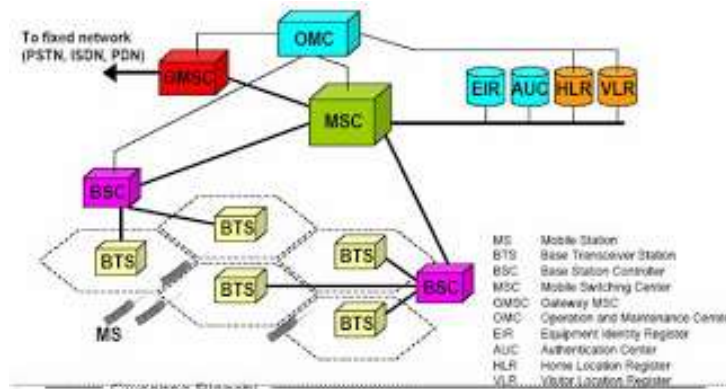 To fixed network
(PSTN, ISDN, PDN)
OMC
GMSC
MSC
EIR
AUC
HLR
VLR
BSC
BTS
BTS
BTS
BTS
BTS
BSC
MS
MS Mobile Station
BTS Base Transceiver Station
BSC Base Station Controller
MSC Mobile Switching Center
GMSC Gateway MSC
OMC Operation and Maintenance Center
EIR Equipment Identity Register
AUC Authentication Center
HLR Home Location Register
VLR Visitor Location Register